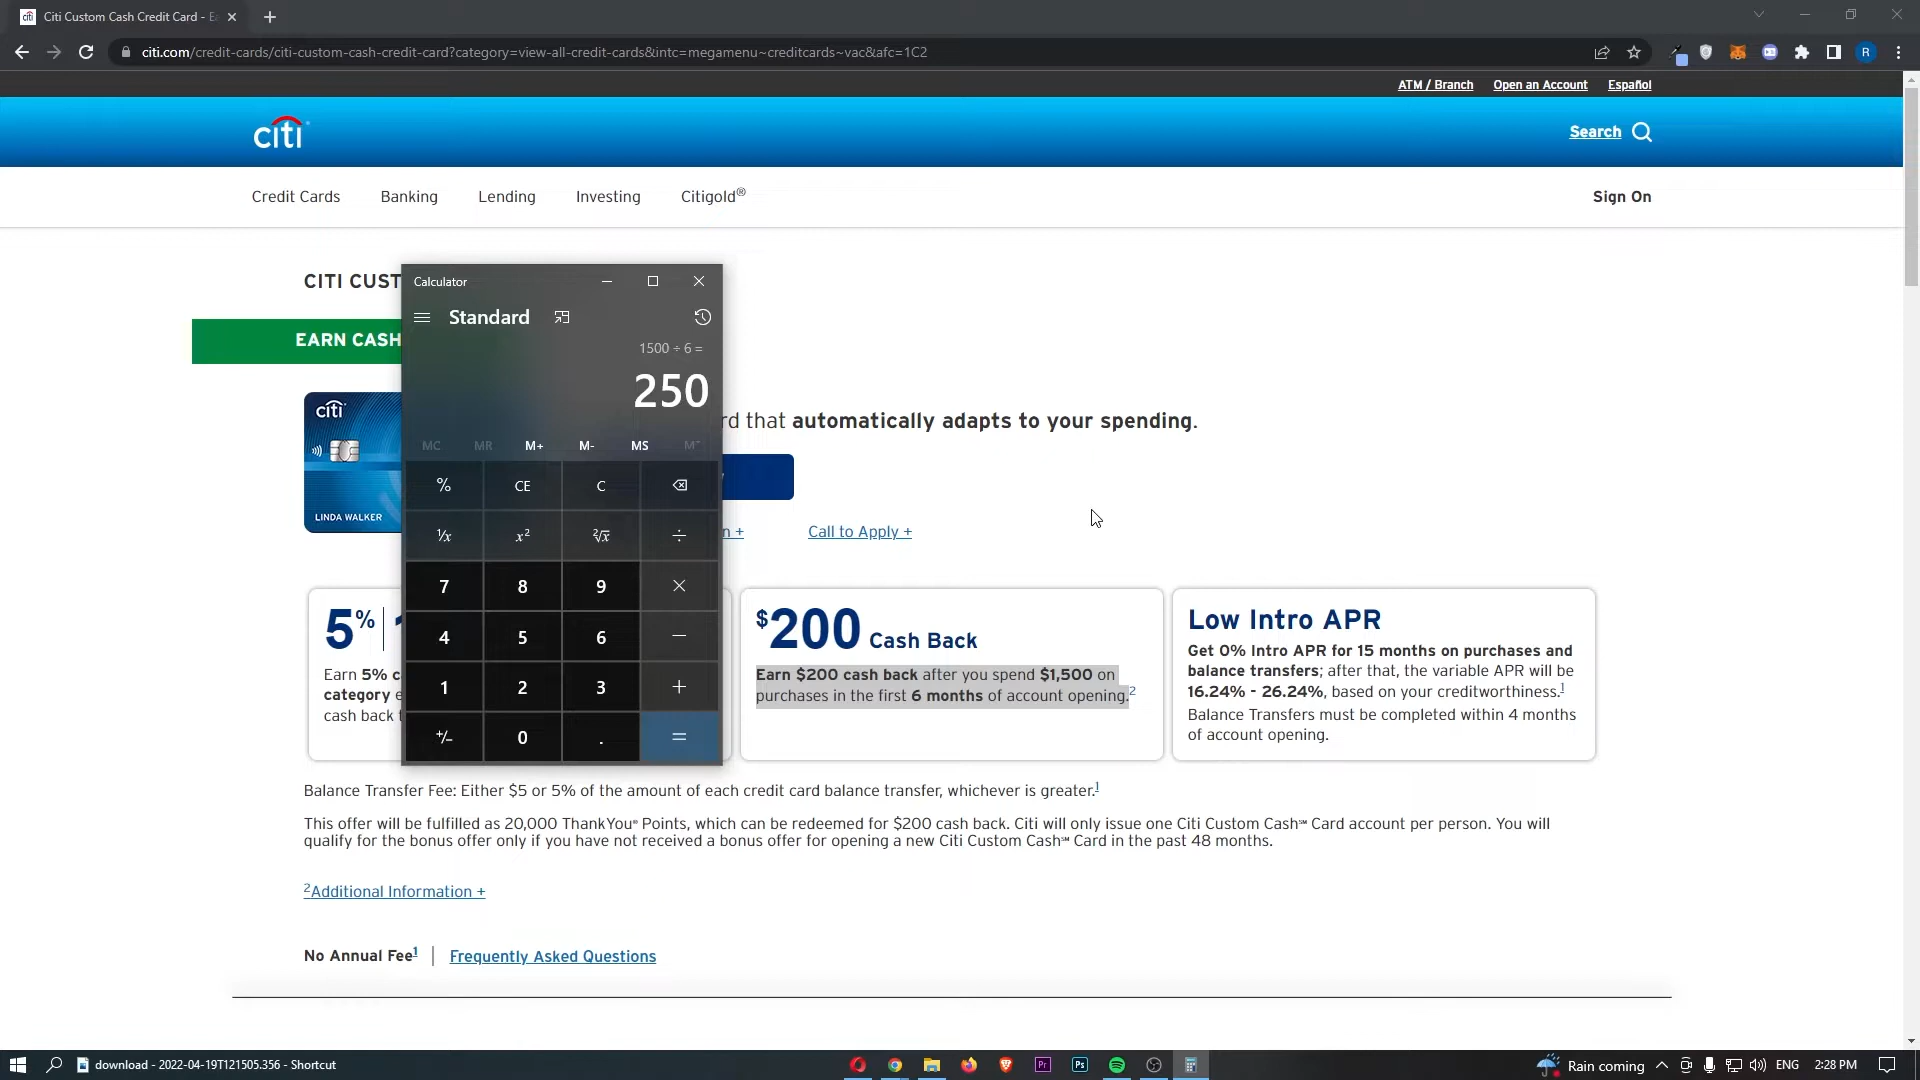 Citi Custom Cash Credit Card - Ea
citi.com/credit-cards/citi-custom-cash-credit-card?category=view-all-credit-cards&intc=megamenu~creditcards~vac&afc=1C2
R
ATM / Branch Open an Account Español
citi
Search
Credit Cards Banking Lending Investing Citigold® Sign On
CITI CUST
EARN CASH
Calculator
Standard
1500 ÷ 6 =
250
MC MR M+ M- MS M˅
% CE C
⅟x x² ²√x ÷
7 8 9 ×
4 5 6 −
1 2 3 +
+/− 0 . =
citi
LINDA WALKER
rd that automatically adapts to your spending.
n +
Call to Apply +
5%
Earn 5% c
category e
cash back t
$200 Cash Back
Earn $200 cash back after you spend $1,500 on
purchases in the first 6 months of account opening.2
Low Intro APR
Get 0% Intro APR for 15 months on purchases and
balance transfers; after that, the variable APR will be
16.24% - 26.24%, based on your creditworthiness.1
Balance Transfers must be completed within 4 months
of account opening.
Balance Transfer Fee: Either $5 or 5% of the amount of each credit card balance transfer, whichever is greater.1
This offer will be fulfilled as 20,000 ThankYou® Points, which can be redeemed for $200 cash back. Citi will only issue one Citi Custom Cash℠ Card account per person. You will
qualify for the bonus offer only if you have not received a bonus offer for opening a new Citi Custom Cash℠ Card in the past 48 months.
2Additional Information +
No Annual Fee1 | Frequently Asked Questions
download - 2022-04-19T121505.356 - Shortcut
Pr
Ps
Rain coming
ENG
2:28 PM